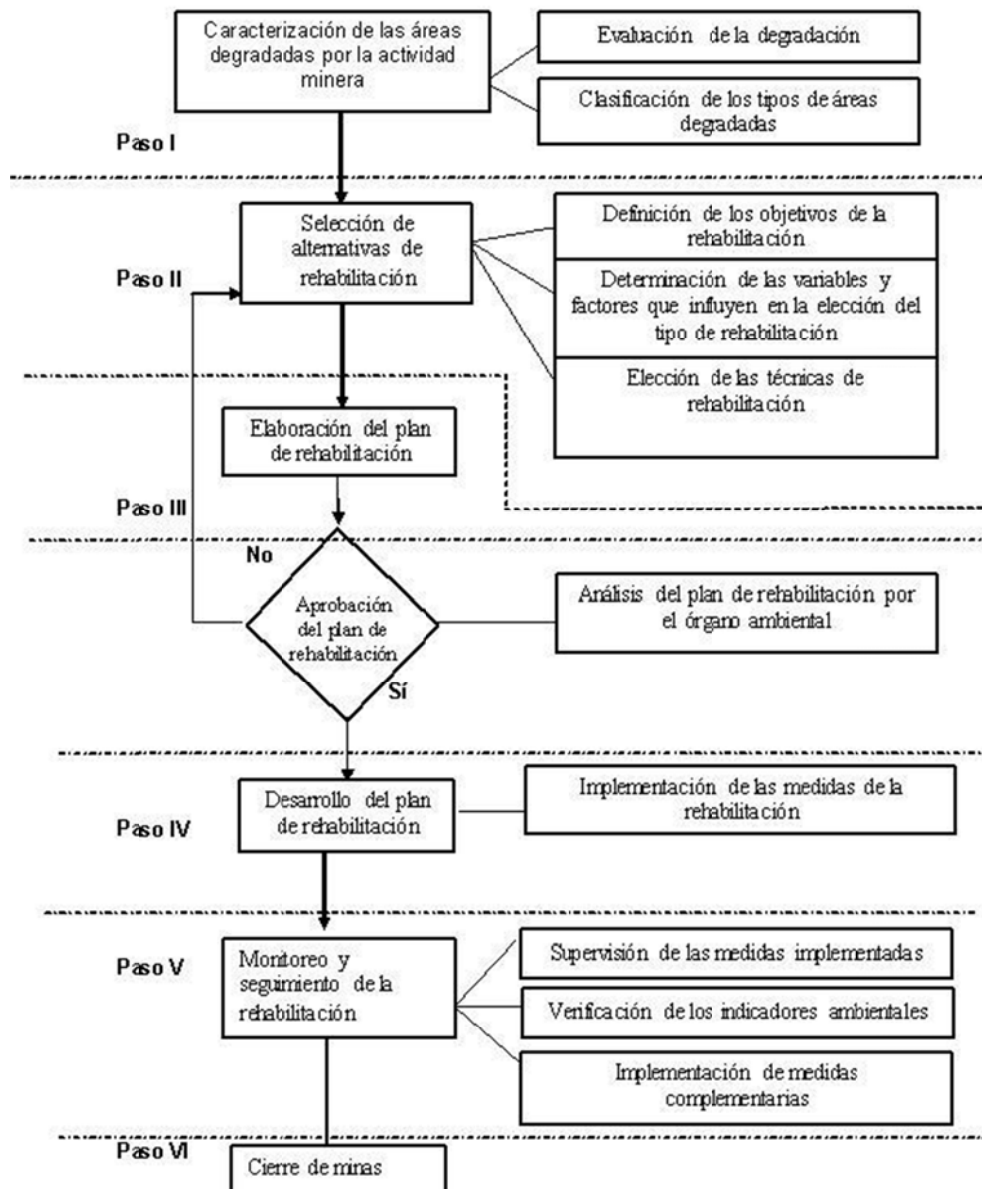 Caracterización de las áreas
degradadas por la actividad
minera
Evaluación de la degradación
Clasificación de los tipos de áreas
degradadas
Paso I
Selección de
alternativas de
rehabilitación
Definición de los objetivos de la
rehabilitación
Paso II
Determinación de las variables y
factores que influyen en la elección del
tipo de rehabilitación
Elección de las técnicas de
rehabilitación
Elaboración del plan
de rehabilitación
Paso III
No
Aprobación
del plan de
rehabilitación
Sí
Análisis del plan de rehabilitación por
el órgano ambiental
Paso IV
Desarrollo del plan
de rehabilitación
Implementación de las medidas de la
rehabilitación
Paso V
Monitoreo y
seguimiento de la
rehabilitación
Supervisión de las medidas implementadas
Verificación de los indicadores ambientales
Implementación de medidas
complementarias
Paso VI
Cierre de minas